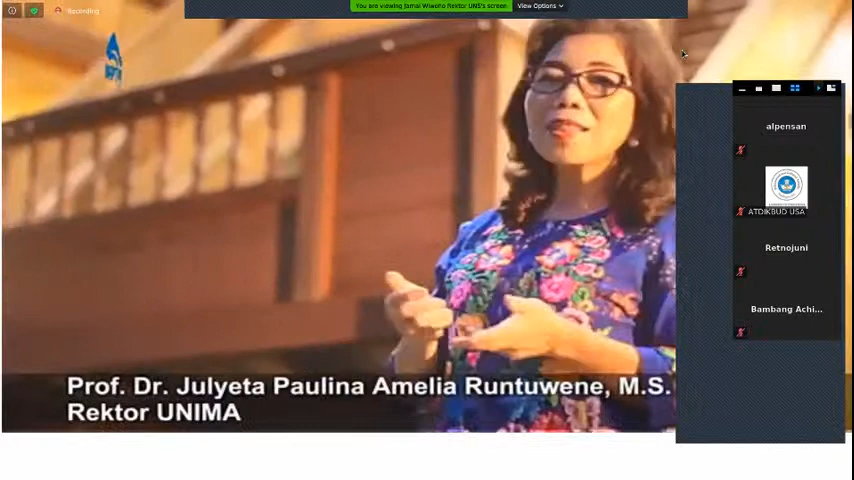 Recording
You are viewing Jamal Wiwoho Rektor UNS's screen
View Options
alpensan
ATDIKBUD USA
Retnojuni
Bambang Achi...
Prof. Dr. Julyeta Paulina Amelia Runtuwene, M.S.
Rektor UNIMA